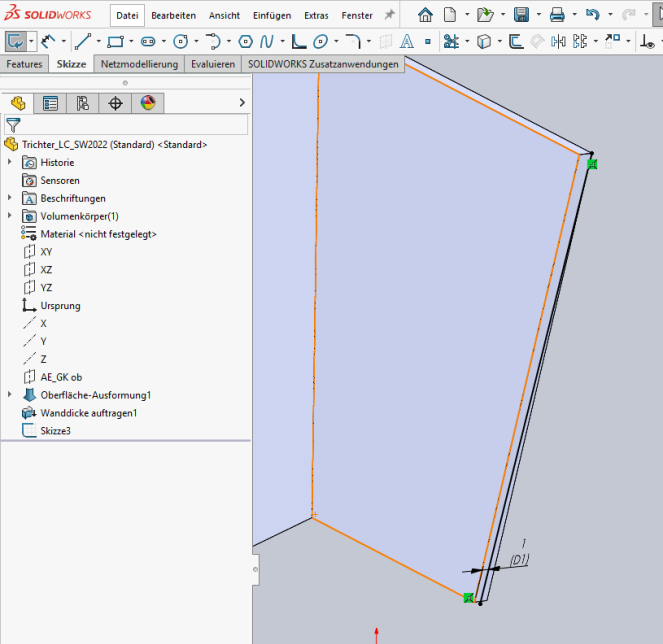 SOLIDWORKS
Datei Bearbeiten Ansicht Einfügen Extras Fenster
Features Skizze Netzmodellierung Evaluieren SOLIDWORKS Zusatzanwendungen
Trichter_LC_SW2022 (Standard) <Standard>
Historie
Sensoren
Beschriftungen
Volumenkörper(1)
Material <nicht festgelegt>
XY
XZ
YZ
Ursprung
X
Y
Z
AE_GK ob
Oberfläche-Ausformung1
Wanddicke auftragen1
Skizze3
1
(D1)